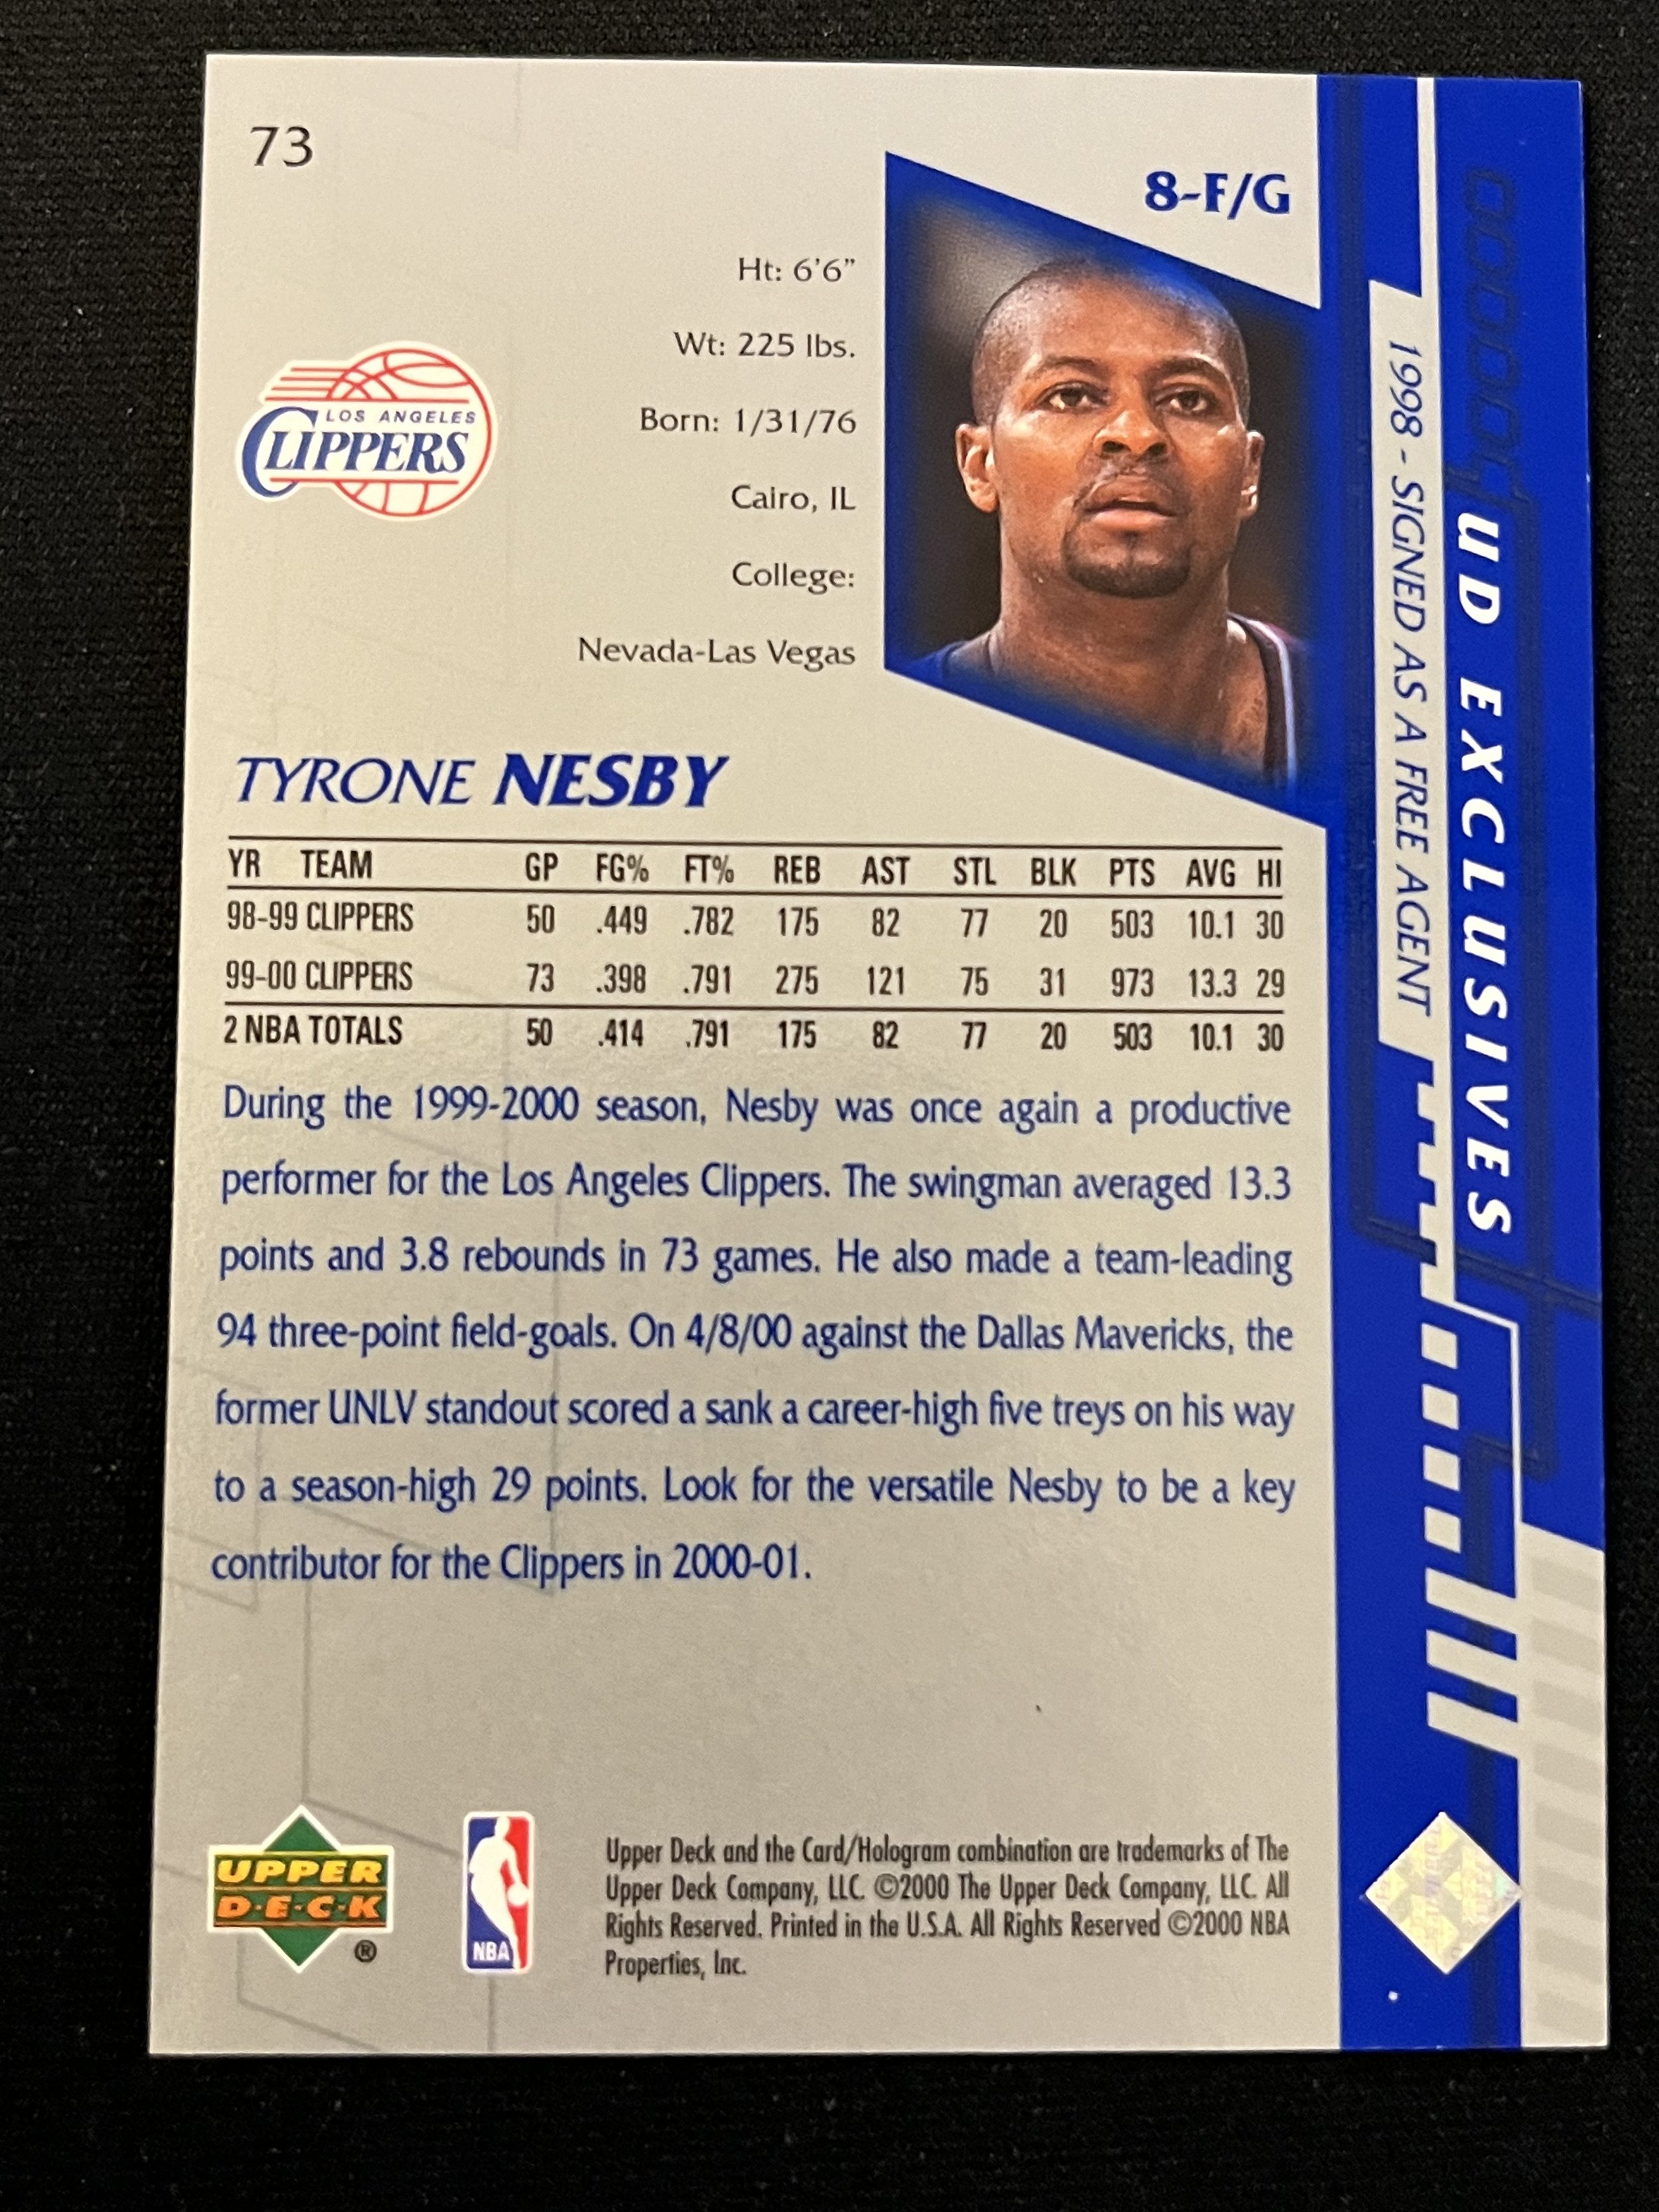 73
8-F/G
Ht: 6'6"
Wt: 225 lbs.
Born: 1/31/76
Cairo, IL
College:
Nevada-Las Vegas
LOS ANGELES
CLIPPERS
TYRONE NESBY
YR TEAM GP FG% FT% REB AST STL BLK PTS AVG HI
98-99 CLIPPERS 50 .449 .782 175 82 77 20 503 10.1 30
99-00 CLIPPERS 73 .398 .791 275 121 75 31 973 13.3 29
2 NBA TOTALS 50 .414 .791 175 82 77 20 503 10.1 30
During the 1999-2000 season, Nesby was once again a productive
performer for the Los Angeles Clippers. The swingman averaged 13.3
points and 3.8 rebounds in 73 games. He also made a team-leading
94 three-point field-goals. On 4/8/00 against the Dallas Mavericks, the
former UNLV standout scored a sank a career-high five treys on his way
to a season-high 29 points. Look for the versatile Nesby to be a key
contributor for the Clippers in 2000-01.
1998 - SIGNED AS A FREE AGENT
UD EXCLUSIVES
UPPER
D·E·C·K
®
NBA
Upper Deck and the Card/Hologram combination are trademarks of The
Upper Deck Company, LLC. ©2000 The Upper Deck Company, LLC. All
Rights Reserved. Printed in the U.S.A. All Rights Reserved ©2000 NBA
Properties, Inc.